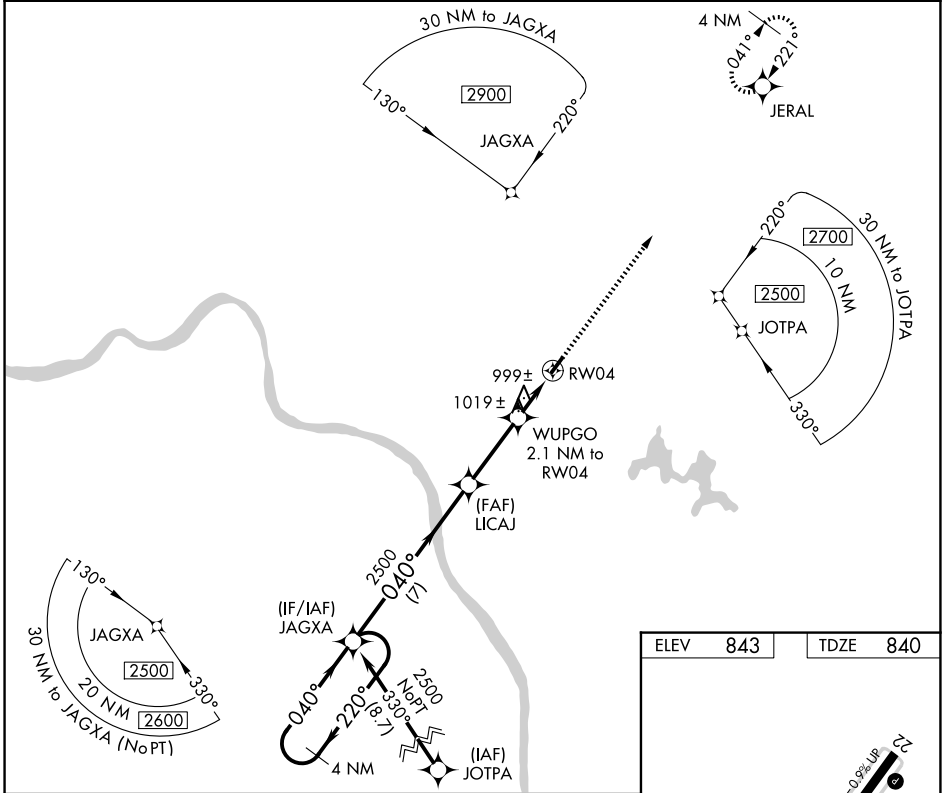 30 NM to JAGXA
2900
130°
220°
JAGXA
4 NM
041°
221°
JERAL
220°
2700
30 NM to JOTPA
10 NM
2500
JOTPA
330°
999±
RW04
1019±
WUPGO
2.1 NM to
RW04
(FAF)
LICAJ
2500
040°
(7)
(IF/IAF)
JAGXA
130°
JAGXA
2500
330°
20 NM
2600
30 NM to JAGXA (NoPT)
040°
220°
4 NM
2500
NoPT
330°
(8.7)
(IAF)
JOTPA
ELEV 843
TDZE 840
22
0.9% UP
P